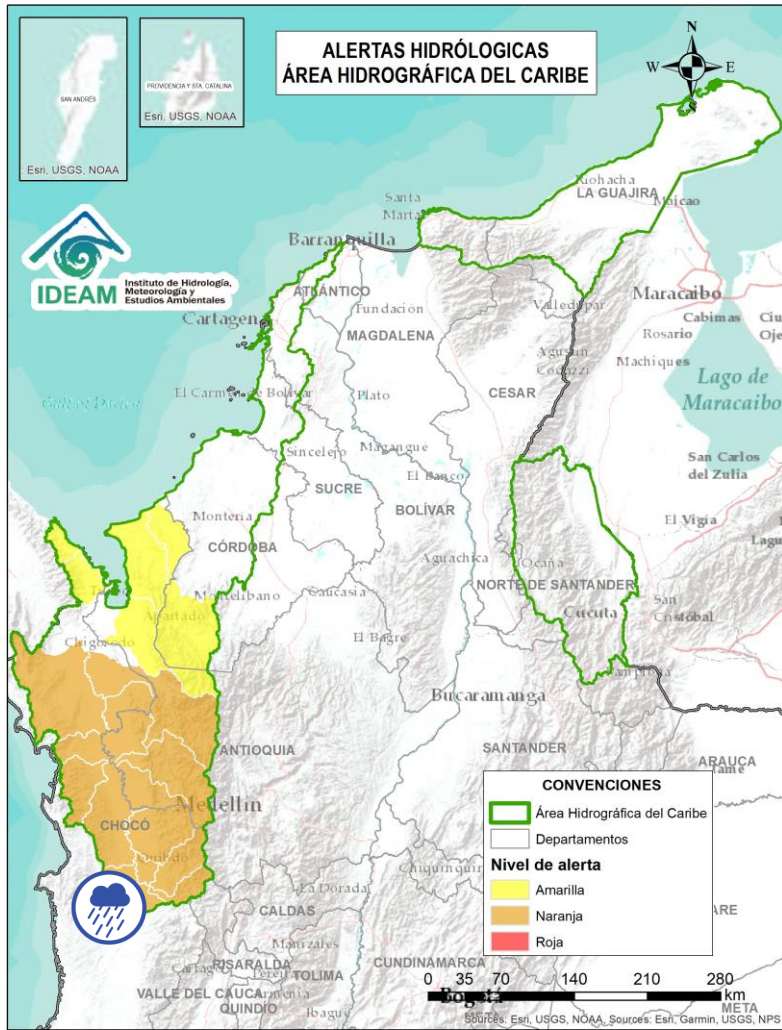 ALERTAS HIDRÓLOGICAS
ÁREA HIDROGRÁFICA DEL CARIBE
N
W
E
S
SAN ANDRÉS
PROVIDENCIA Y STA. CATALINA
Esri, USGS, NOAA
Esri, USGS, NOAA
Riohacha
LA GUAJIRA
Maicao
Santa
Marta
Barranquilla
IDEAM
Instituto de Hidrología,
Meteorología y
Estudios Ambientales
ATLÁNTICO
Cartagena
Fundación
MAGDALENA
Valledupar
Maracaibo
Cabimas
Rosario
Machiques
Agustín
Codazzi
CESAR
Lago de
Maracaibo
El Carmen de Bolívar
Plato
Sincelejo
Magangue
El Banco
SUCRE
BOLÍVAR
San Carlos
del Zulia
Montería
CÓRDOBA
El Vigía
Aguachica
Ocaña
NORTE DE SANTANDER
Cucuta
San
Cristóbal
Montelibano
Caucasia
Apartado
El Bagre
Bucaramanga
ANTIOQUIA
SANTANDER
ARAUCA
Medellín
CHOCÓ
CONVENCIONES
Área Hidrográfica del Caribe
Departamentos
Nivel de alerta
Amarilla
Naranja
Roja
La Dorada
CALDAS
Manizales
RISARALDA
TOLIMA
CUNDINAMARCA
VALLE DEL CAUCA
Armenia
QUINDÍO
Ibague
Bogotá
META
0 35 70 140 210 280
km
Sources: Esri, USGS, NOAA, Sources: Esri, Garmin, USGS, NPS